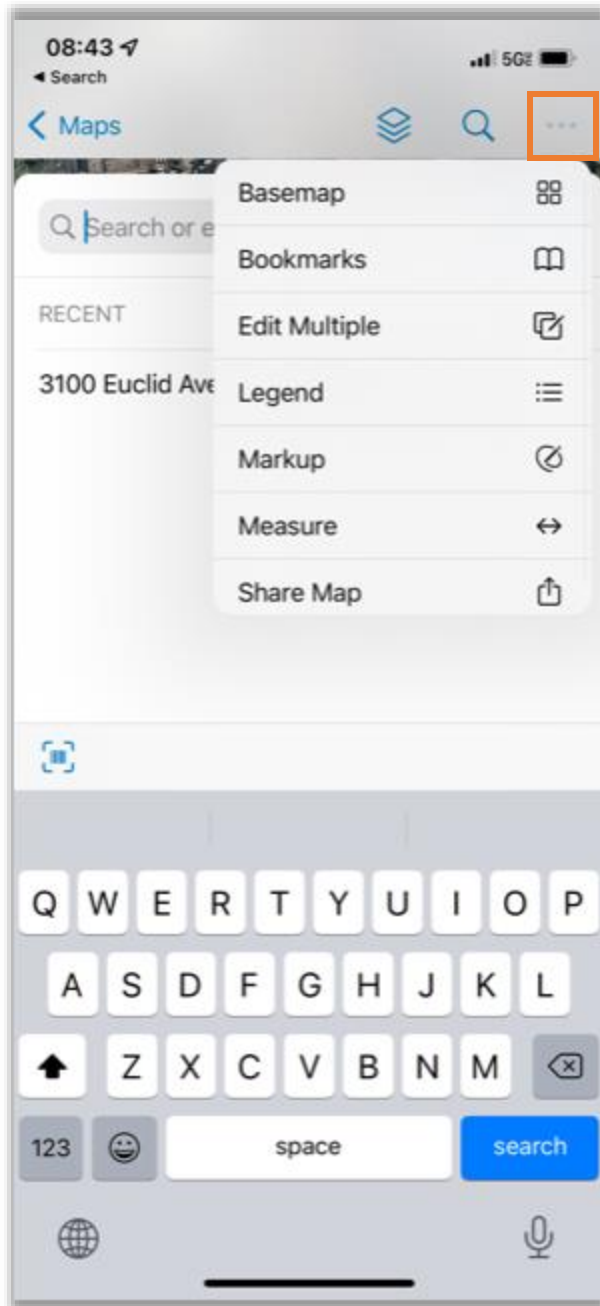 08:43
5G
Search
Maps
Basemap
Search or e
Bookmarks
RECENT
Edit Multiple
3100 Euclid Ave
Legend
Markup
Measure
Share Map
Q W E R T Y U I O P
A S D F G H J K L
Z X C V B N M
123 space search